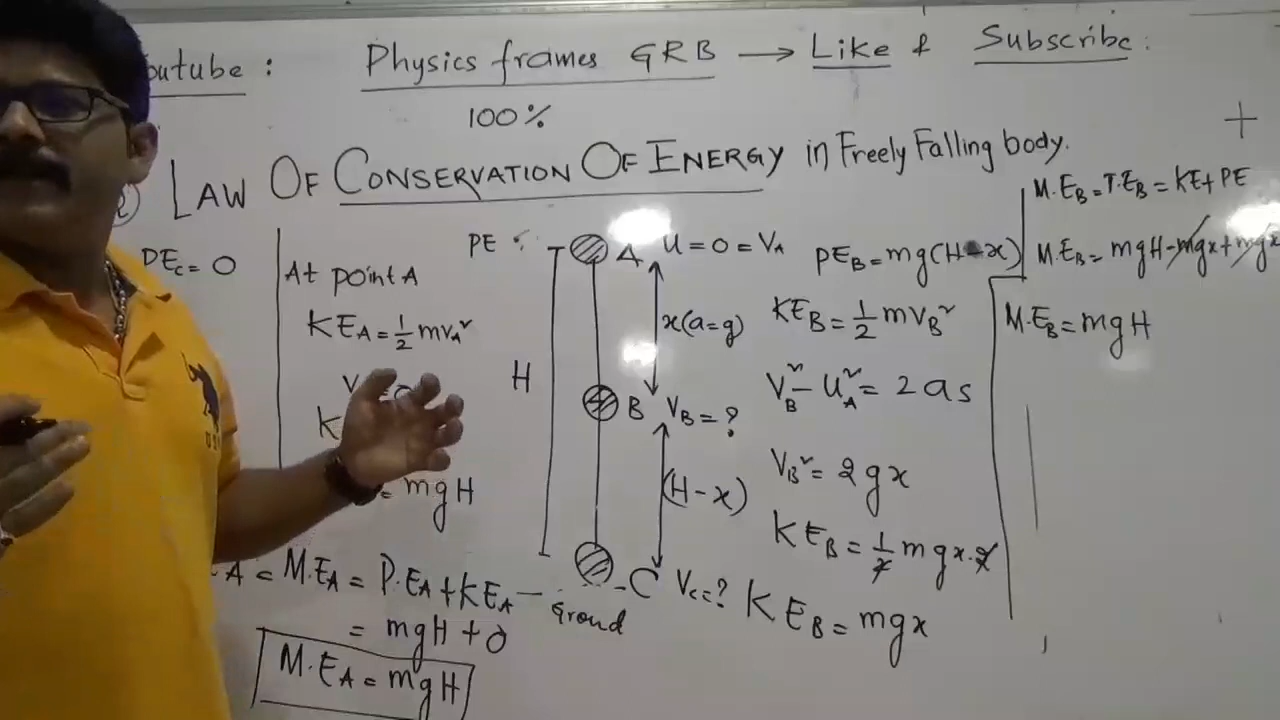 outube : Physics frames GRB → Like & Subscribe:
100%
+
2) LAW OF CONSERVATION OF ENERGY in Freely Falling body.
PE_C = 0
At point A
KE_A = 1/2 mv_A²
V
K
= mgH
M.E_A = P.E_A + KE_A
= mgH + 0
M.E_A = mgH
PE
H
A u = 0 = V_A
x(a=g)
B V_B = ?
(H-x)
C V_C = ?
Ground
PE_B = mg(H-x)
KE_B = 1/2 mV_B²
V_B² - U_A² = 2as
V_B² = 2gx
KE_B = 1/2 mgx.2
KE_B = mgx
M.E_B = T.E_B = KE + PE
M.E_B = mgH - mgx + mgx
M.E_B = mgH